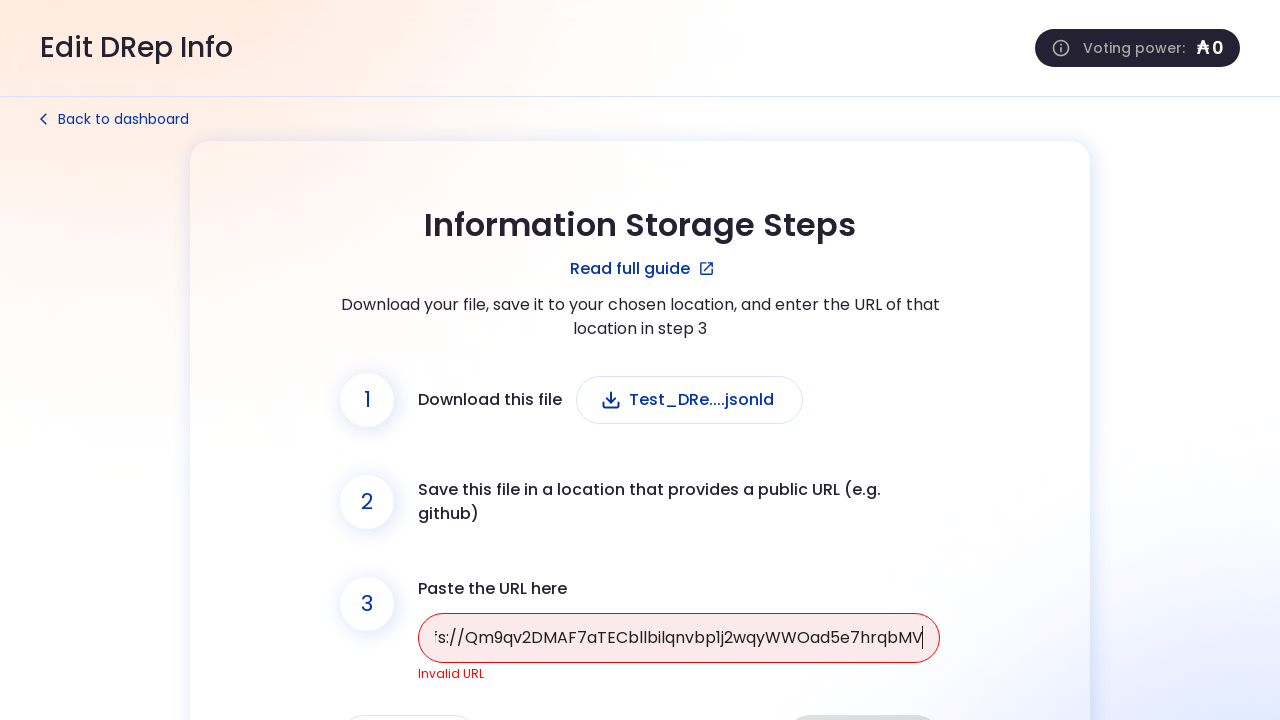 Edit DRep Info
Voting power: ₳0
Back to dashboard
Information Storage Steps
Read full guide
Download your file, save it to your chosen location, and enter the URL of that
location in step 3
1
Download this file
Test_DRe....jsonld
2
Save this file in a location that provides a public URL (e.g.
github)
3
Paste the URL here
fs://Qm9qv2DMAF7aTECbllbilqnvbp1j2wqyWWOad5e7hrqbMV
Invalid URL